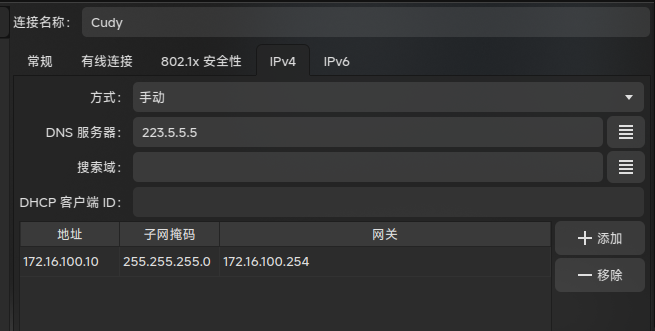 连接名称： Cudy
常规 有线连接 802.1x 安全性 IPv4 IPv6
方式： 手动
DNS 服务器： 223.5.5.5
搜索域：
DHCP 客户端 ID：
地址 子网掩码 网关 添加
172.16.100.10 255.255.255.0 172.16.100.254 移除